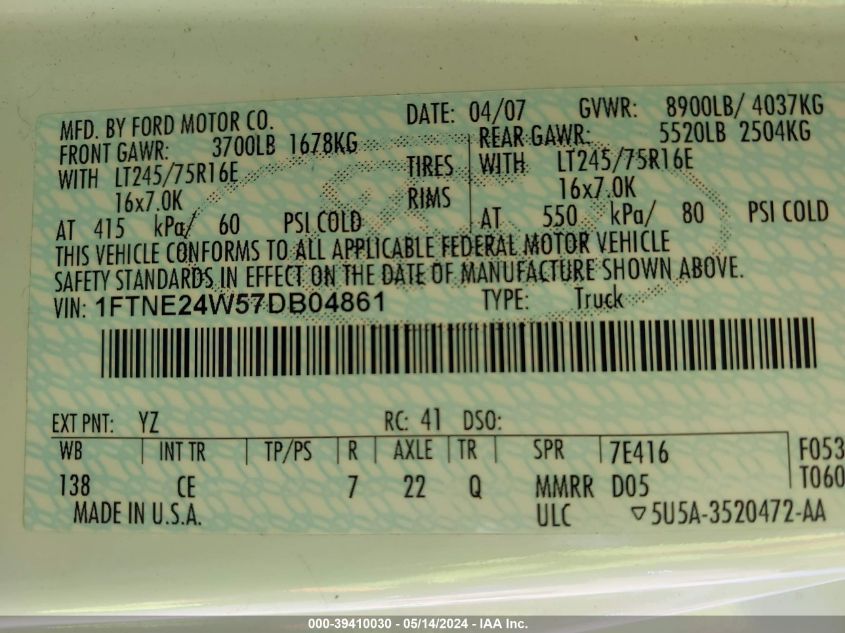 MFD. BY FORD MOTOR CO. DATE: 04/07 GVWR: 8900LB/ 4037KG
FRONT GAWR: 3700LB 1678KG REAR GAWR: 5520LB 2504KG
WITH LT245/75R16E TIRES WITH LT245/75R16E
16x7.0K RIMS 16x7.0K
AT 415 kPa/ 60 PSI COLD AT 550 kPa/ 80 PSI COLD
THIS VEHICLE CONFORMS TO ALL APPLICABLE FEDERAL MOTOR VEHICLE
SAFETY STANDARDS IN EFFECT ON THE DATE OF MANUFACTURE SHOWN ABOVE.
VIN: 1FTNE24W57DB04861 TYPE: Truck
EXT PNT: YZ RC: 41 DSO:
WB INT TR TP/PS R AXLE TR SPR 7E416 F053
138 CE 7 22 Q MMRR D05 T060
MADE IN U.S.A. ULC ▽5U5A-3520472-AA
000-39410030 - 05/14/2024 - IAA Inc.